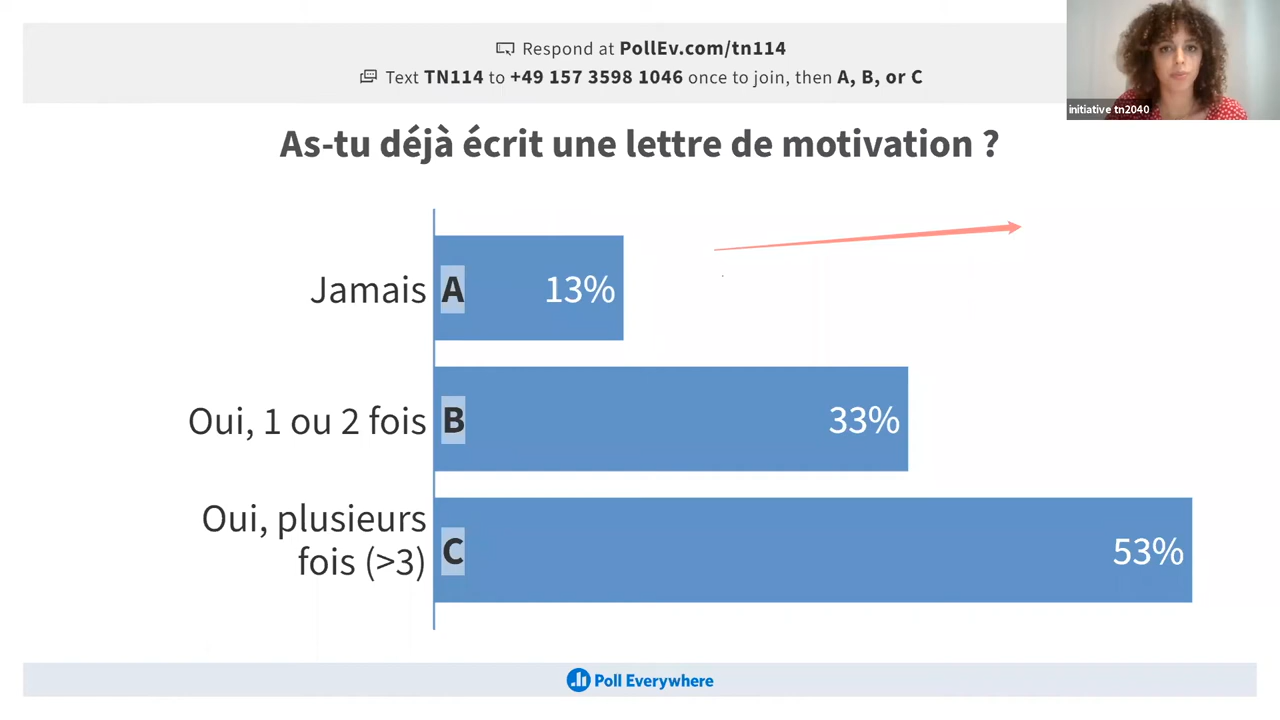 Respond at PollEv.com/tn114
Text TN114 to +49 157 3598 1046 once to join, then A, B, or C
initiative tn2040
As-tu déjà écrit une lettre de motivation ?
Jamais A 13%
Oui, 1 ou 2 fois B 33%
Oui, plusieurs
fois (>3) C 53%
Poll Everywhere